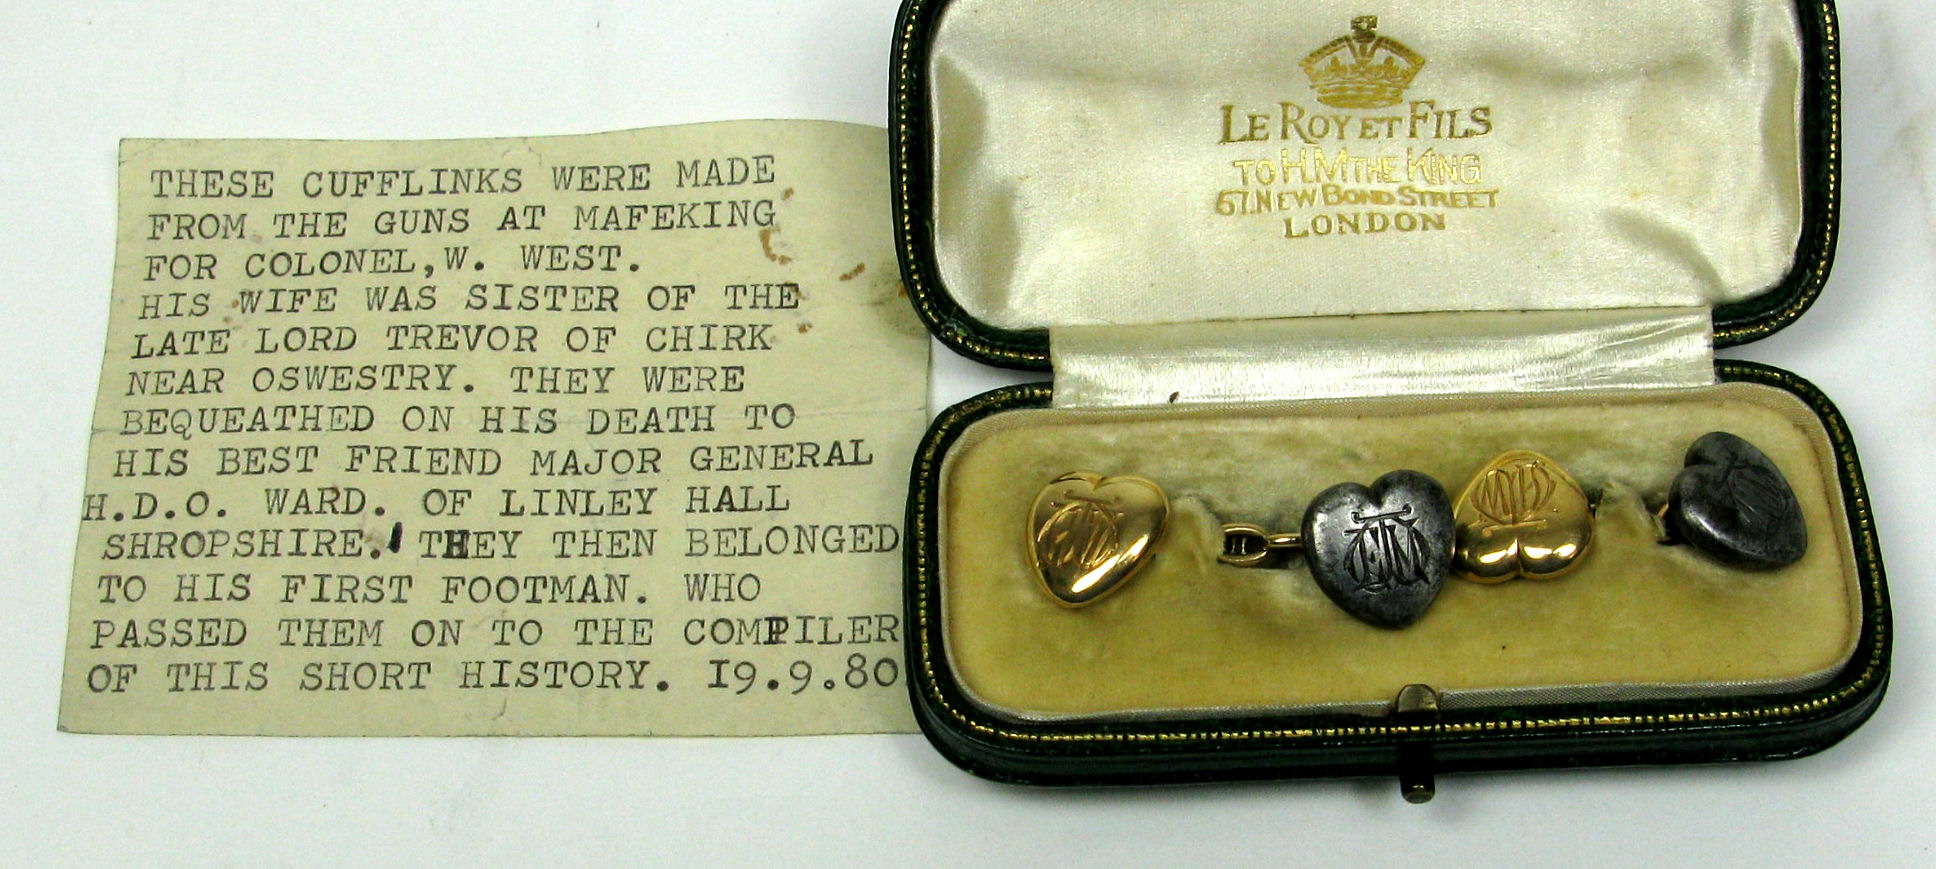 THESE CUFFLINKS WERE MADE
FROM THE GUNS AT MAFEKING
FOR COLONEL,W. WEST.
HIS WIFE WAS SISTER OF THE
LATE LORD TREVOR OF CHIRK
NEAR OSWESTRY. THEY WERE
BEQUEATHED ON HIS DEATH TO
HIS BEST FRIEND MAJOR GENERAL
H.D.O. WARD. OF LINLEY HALL
SHROPSHIRE. THEY THEN BELONGED
TO HIS FIRST FOOTMAN. WHO
PASSED THEM ON TO THE COMPILER
OF THIS SHORT HISTORY. I9.9.80
LE ROY ET FILS
TO H.M THE KING
67.NEW BOND STREET
LONDON